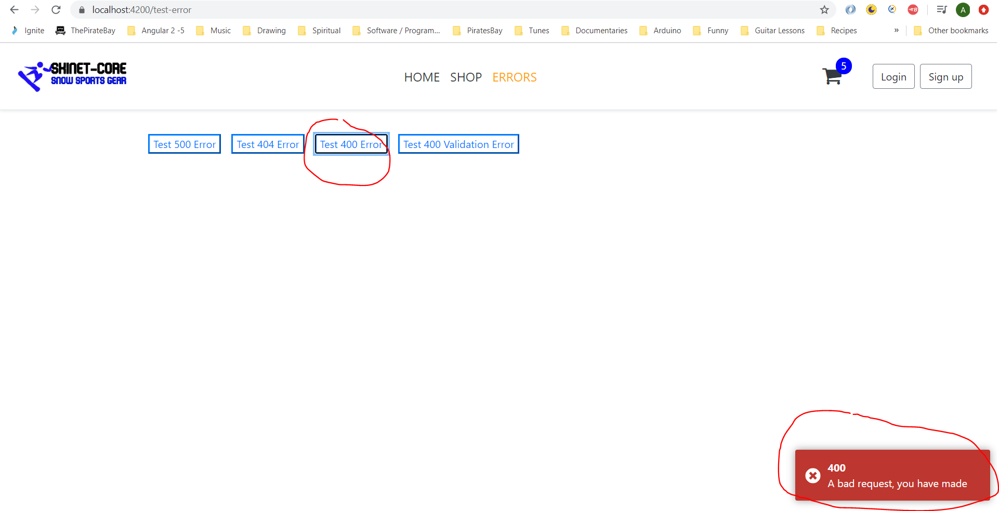 localhost:4200/test-error
A
Ignite ThePirateBay Angular 2 -5 Music Drawing Spiritual Software / Program... PiratesBay Tunes Documentaries Arduino Funny Guitar Lessons Recipes » Other bookmarks
SKINET-CORE
SNOW SPORTS GEAR
HOME SHOP ERRORS
5
Login Sign up
Test 500 Error Test 404 Error Test 400 Error Test 400 Validation Error
400
A bad request, you have made